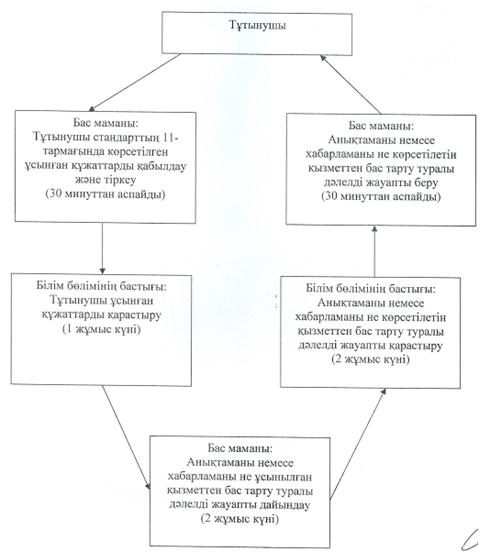 Тұтынушы
Бас маманы:
Тұтынушы стандарттың 11-
тармағында көрсетілген
ұсынған құжаттарды қабылдау
және тіркеу
(30 минуттан аспайды)
Білім бөлімінің бастығы:
Тұтынушы ұсынған
құжаттарды қарастыру
(1 жұмыс күні)
Бас маманы:
Анықтаманы немесе
хабарламаны не ұсынылған
қызметтен бас тарту туралы
дәлелді жауапты дайындау
(2 жұмыс күні)
Білім бөлімінің бастығы:
Анықтаманы немесе
хабарламаны не көрсетілетін
қызметтен бас тарту туралы
дәлелді жауапты қарастыру
(2 жұмыс күні)
Бас маманы:
Анықтаманы немесе
хабарламаны не көрсетілетін
қызметтен бас тарту туралы
дәлелді жауапты беру
(30 минуттан аспайды)